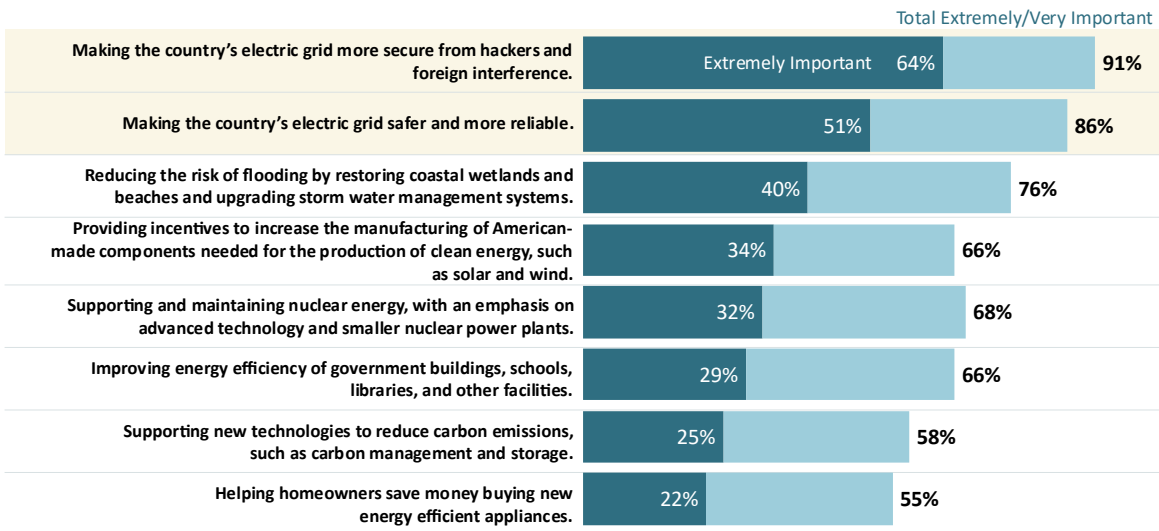 Total Extremely/Very Important
Making the country's electric grid more secure from hackers and
foreign interference.
Extremely Important 64% 91%
Making the country's electric grid safer and more reliable.
51% 86%
Reducing the risk of flooding by restoring coastal wetlands and
beaches and upgrading storm water management systems.
40% 76%
Providing incentives to increase the manufacturing of American-
made components needed for the production of clean energy, such
as solar and wind.
34% 66%
Supporting and maintaining nuclear energy, with an emphasis on
advanced technology and smaller nuclear power plants.
32% 68%
Improving energy efficiency of government buildings, schools,
libraries, and other facilities.
29% 66%
Supporting new technologies to reduce carbon emissions,
such as carbon management and storage.
25% 58%
Helping homeowners save money buying new
energy efficient appliances.
22% 55%